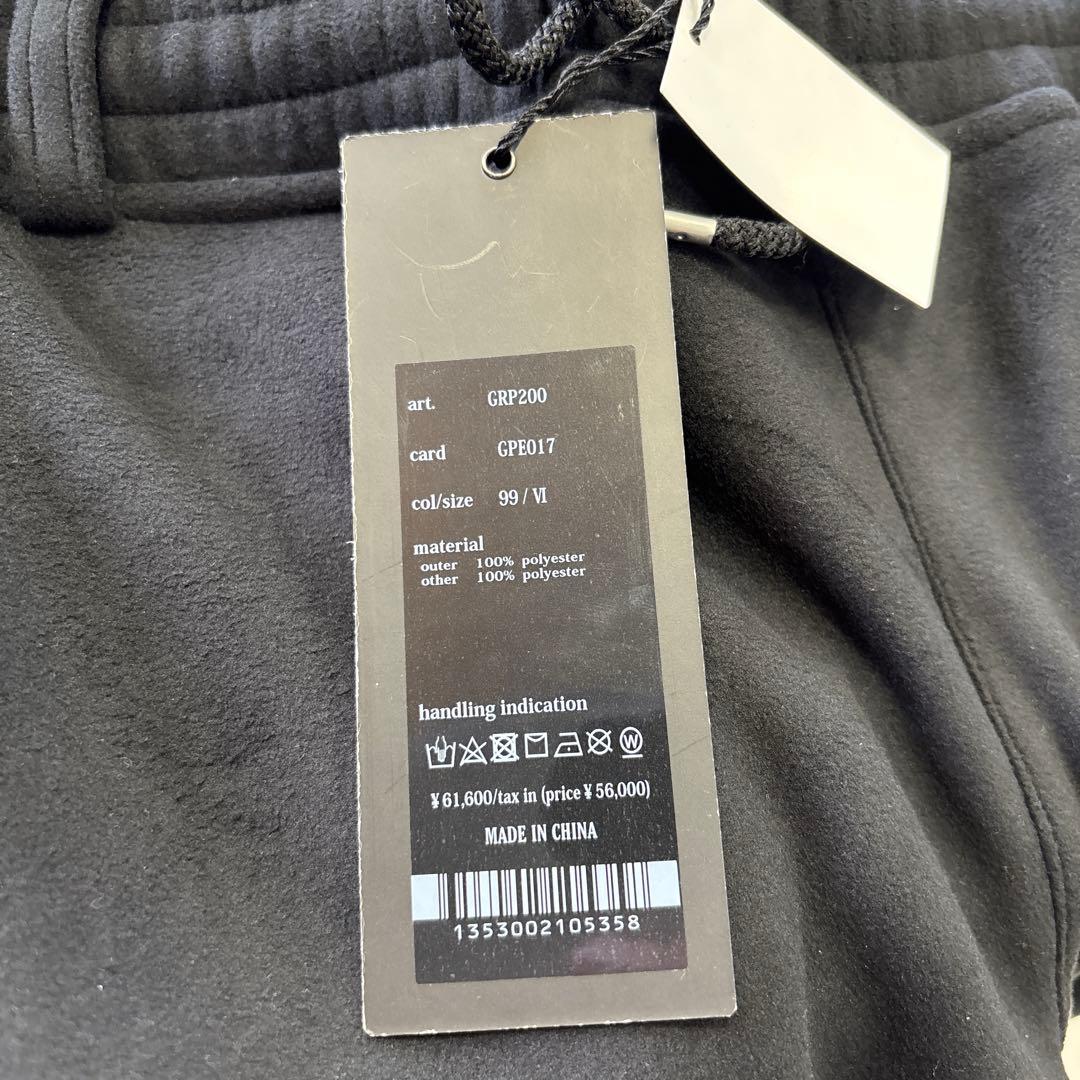 art. GRP200
card GPE017
col/size 99 / VI
material
outer 100% polyester
other 100% polyester
handling indication
W
¥61,600/tax in (price ¥ 56,000)
MADE IN CHINA
1353002105358